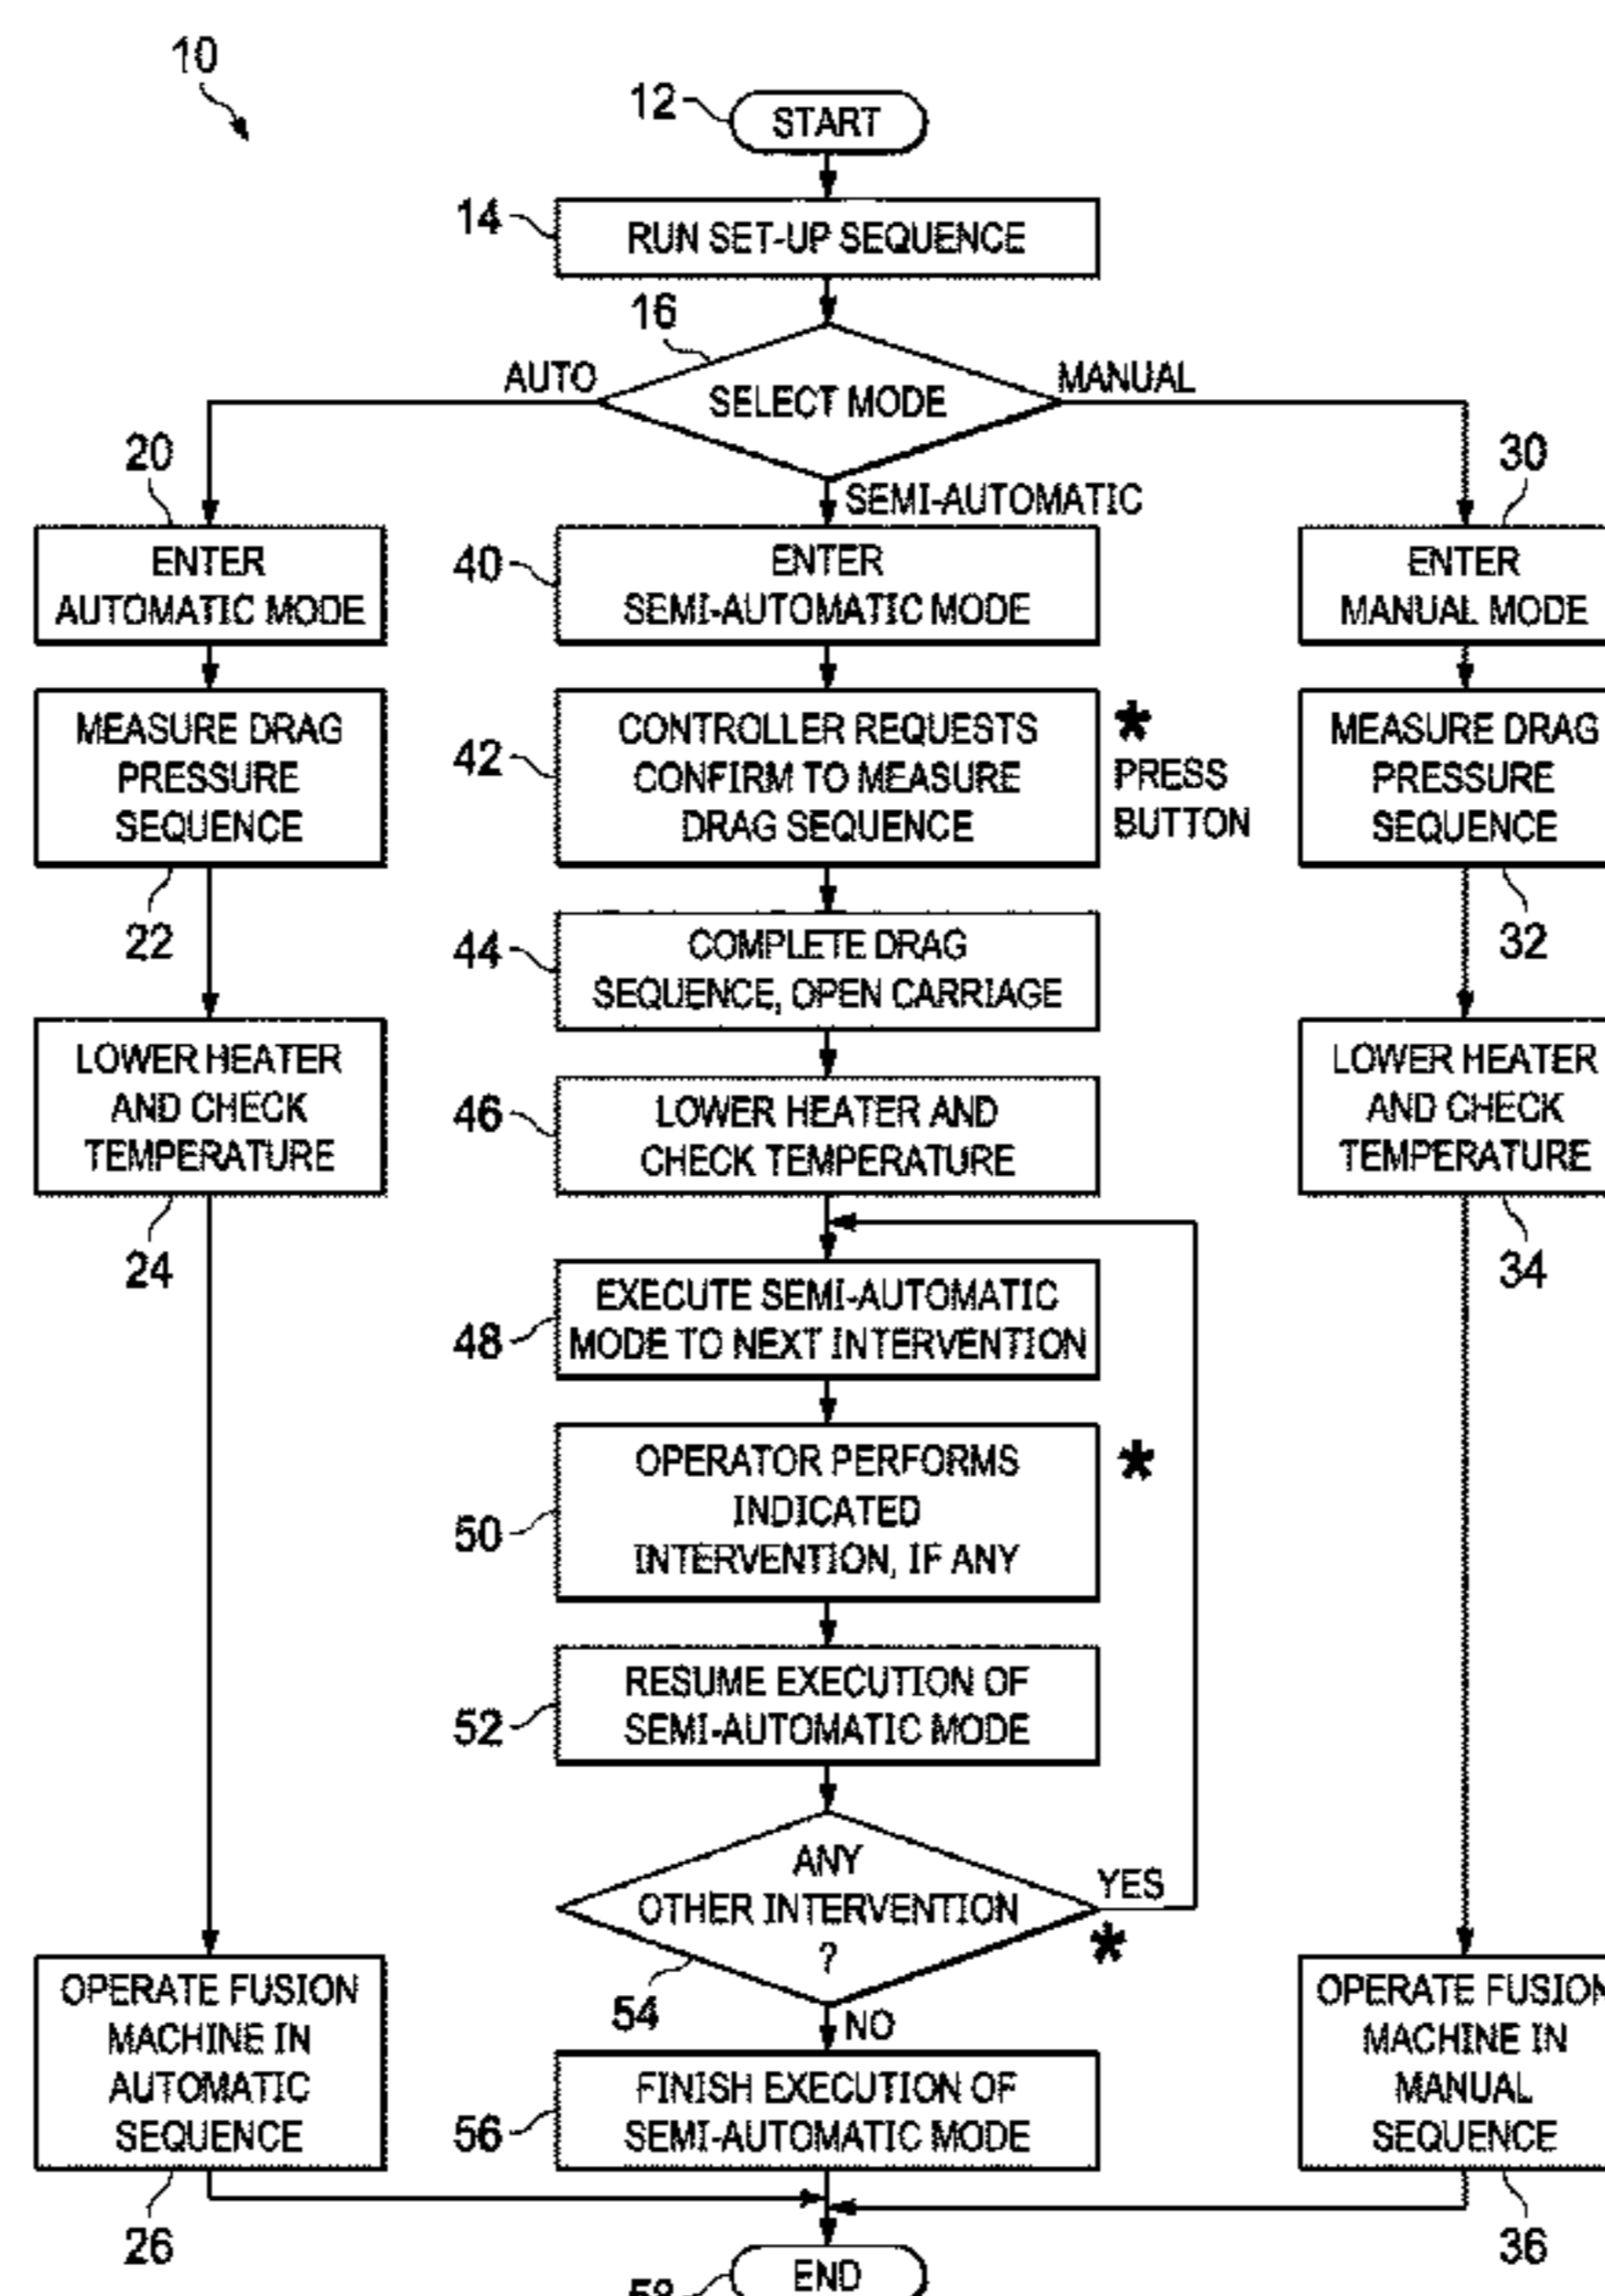 10
12
START
14
RUN SET-UP SEQUENCE
16
AUTO
SELECT MODE
MANUAL
SEMI-AUTOMATIC
20
ENTER
AUTOMATIC MODE
MEASURE DRAG
PRESSURE
SEQUENCE
22
LOWER HEATER
AND CHECK
TEMPERATURE
24
OPERATE FUSION
MACHINE IN
AUTOMATIC
SEQUENCE
26
40
ENTER
SEMI-AUTOMATIC MODE
42
CONTROLLER REQUESTS
CONFIRM TO MEASURE
DRAG SEQUENCE
*
PRESS
BUTTON
44
COMPLETE DRAG
SEQUENCE, OPEN CARRIAGE
46
LOWER HEATER AND
CHECK TEMPERATURE
48
EXECUTE SEMI-AUTOMATIC
MODE TO NEXT INTERVENTION
50
OPERATOR PERFORMS
INDICATED
INTERVENTION, IF ANY
*
52
RESUME EXECUTION OF
SEMI-AUTOMATIC MODE
ANY
OTHER INTERVENTION
?
YES
*
54
NO
56
FINISH EXECUTION OF
SEMI-AUTOMATIC MODE
30
ENTER
MANUAL MODE
MEASURE DRAG
PRESSURE
SEQUENCE
32
LOWER HEATER
AND CHECK
TEMPERATURE
34
OPERATE FUSION
MACHINE IN
MANUAL
SEQUENCE
36
58
END